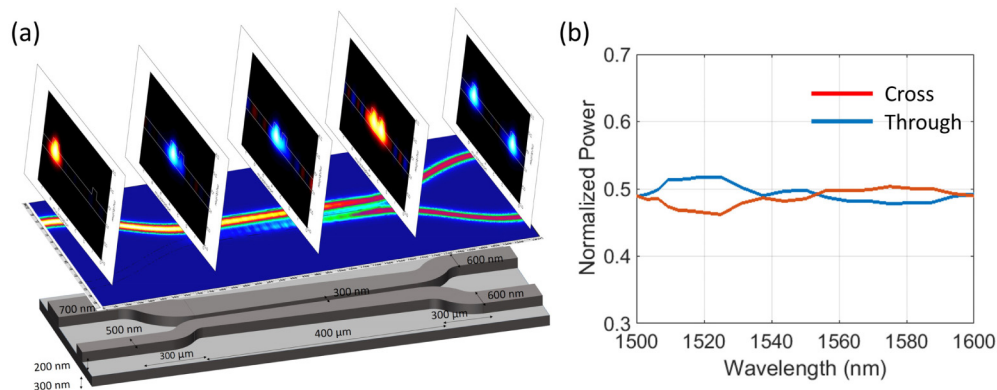 (a)
700 nm
500 nm
200 nm
300 nm
300 µm
400 µm
300 nm
300 µm
600 nm
600 nm
(b)
Normalized Power
0.7
0.6
0.5
0.4
0.3
Cross
Through
1500 1520 1540 1560 1580 1600
Wavelength (nm)